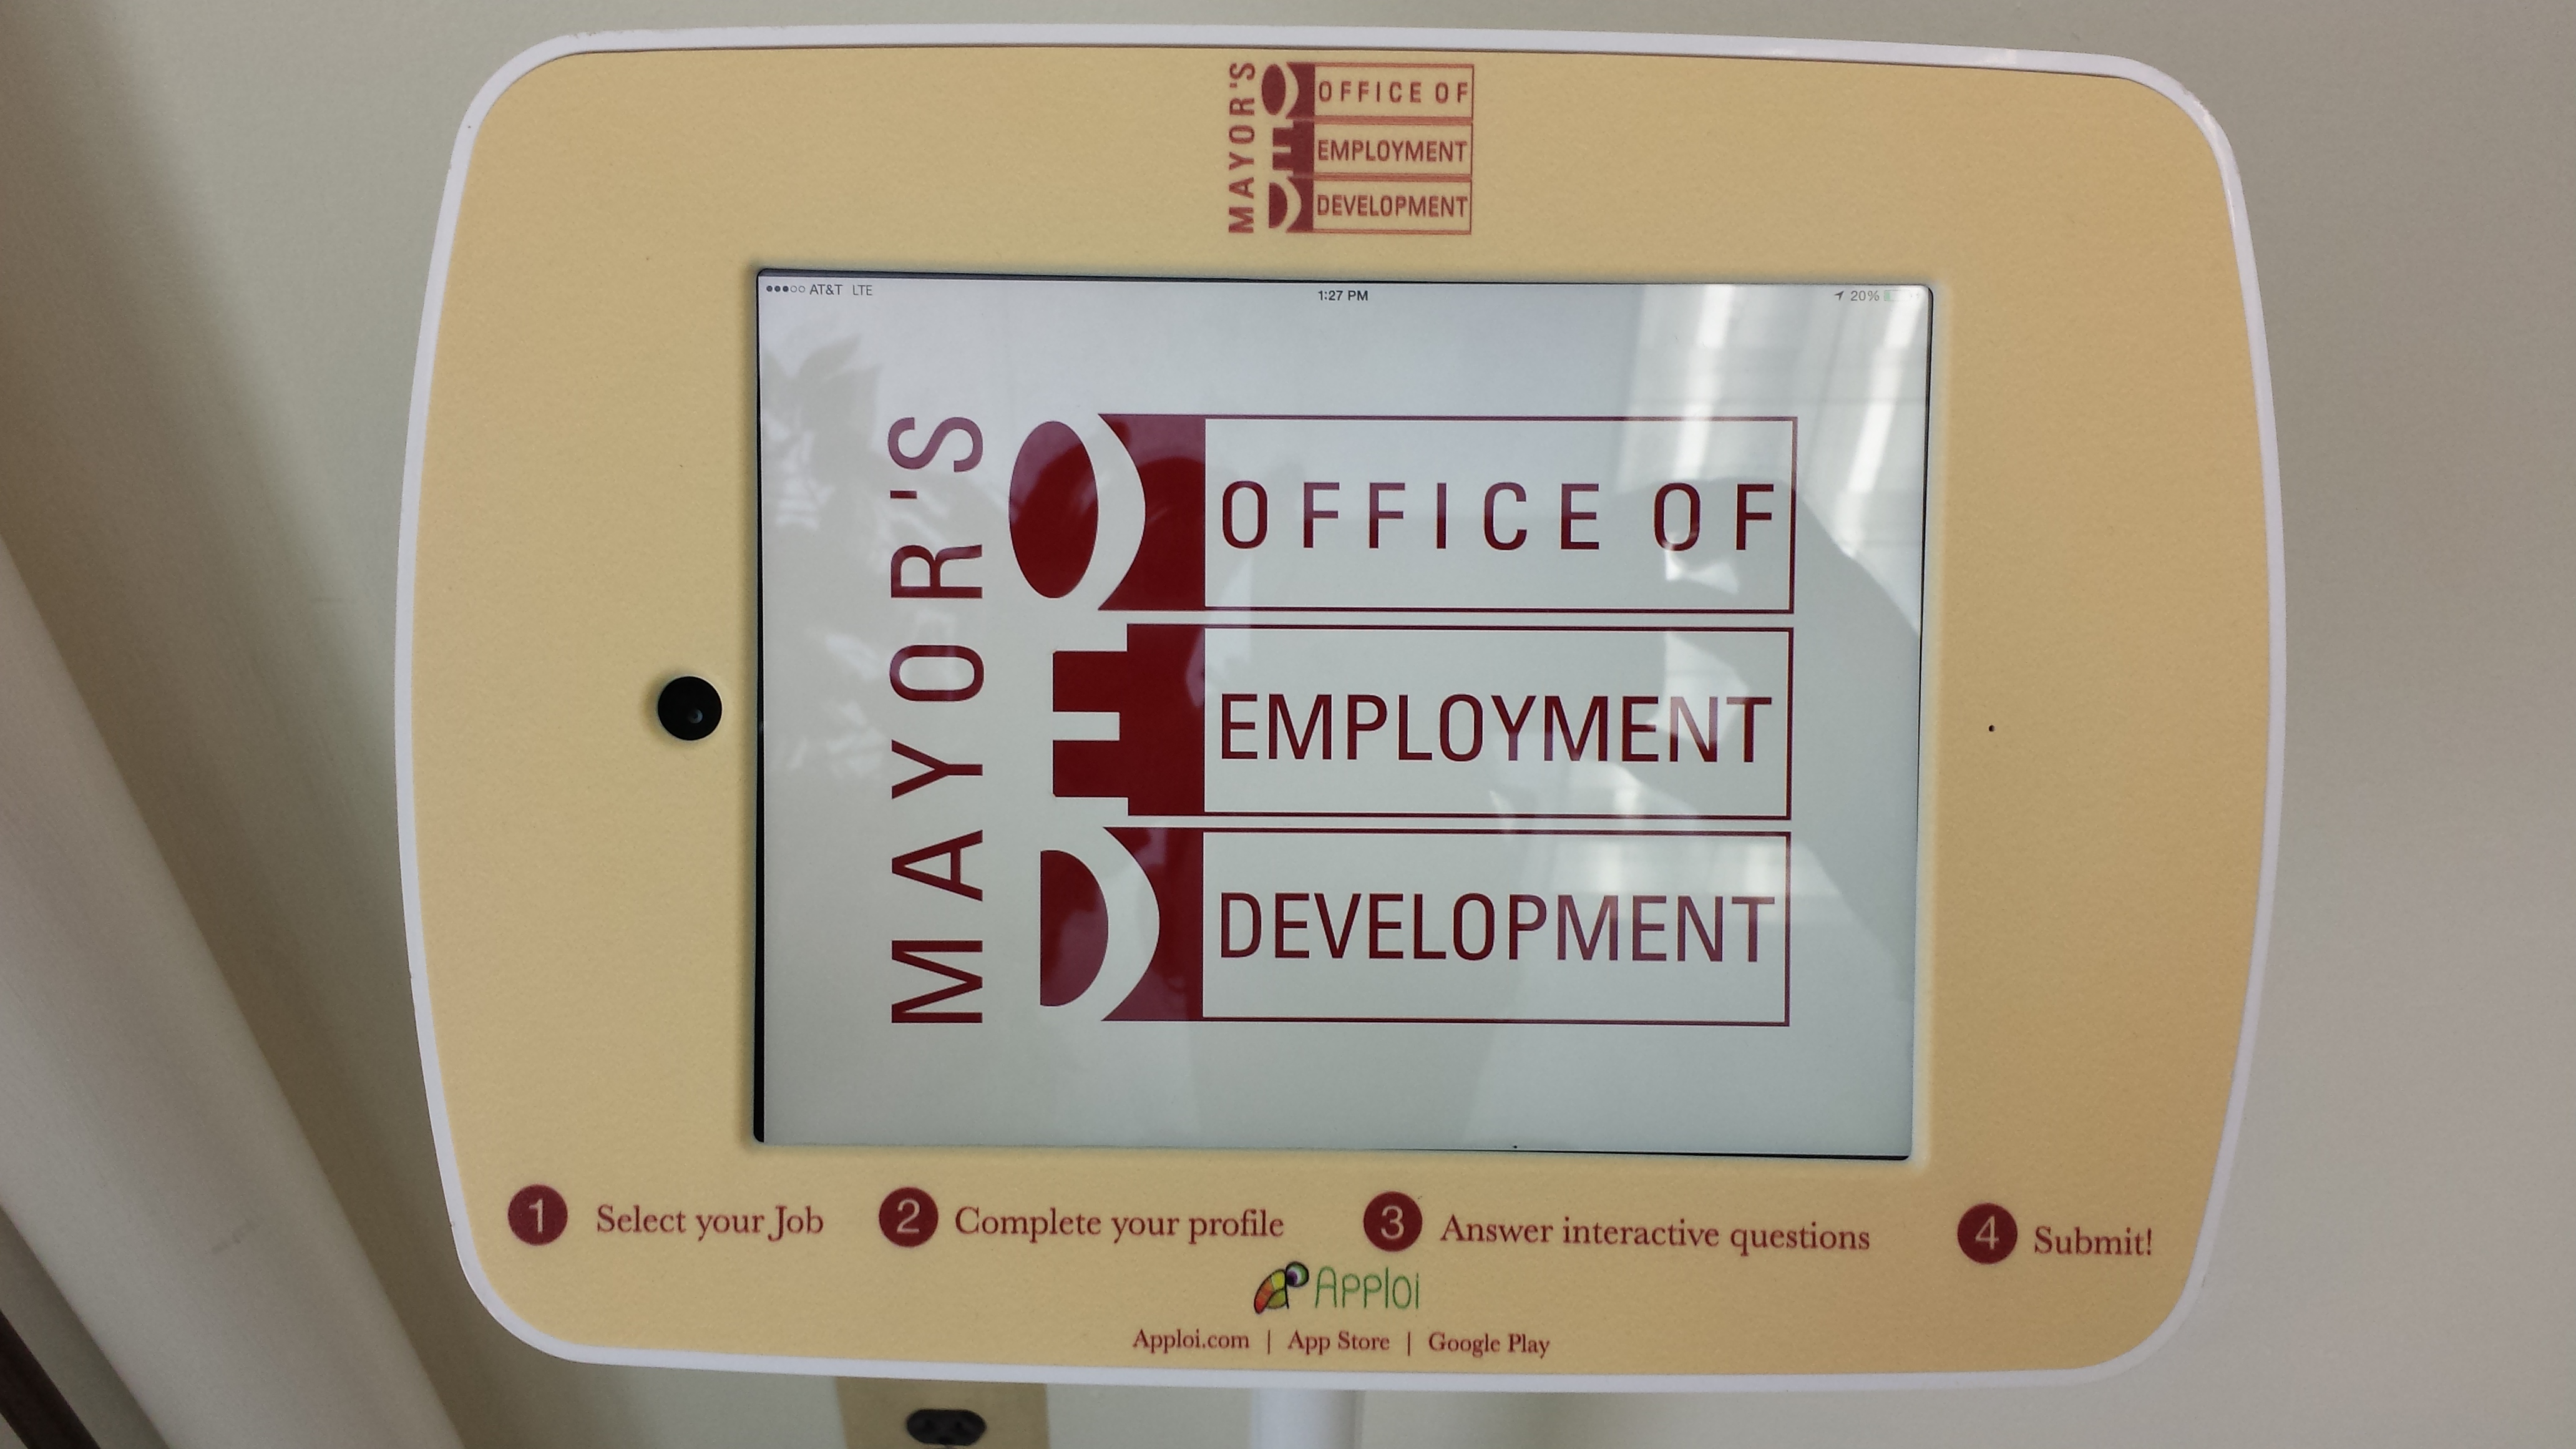 MAYOR'S
OFFICE OF
EMPLOYMENT
DEVELOPMENT
AT&T LTE
1:27 PM
20%
MAYOR'S
OFFICE OF
EMPLOYMENT
DEVELOPMENT
1 Select your Job 2 Complete your profile 3 Answer interactive questions 4 Submit!
Apploi
Apploi.com | App Store | Google Play